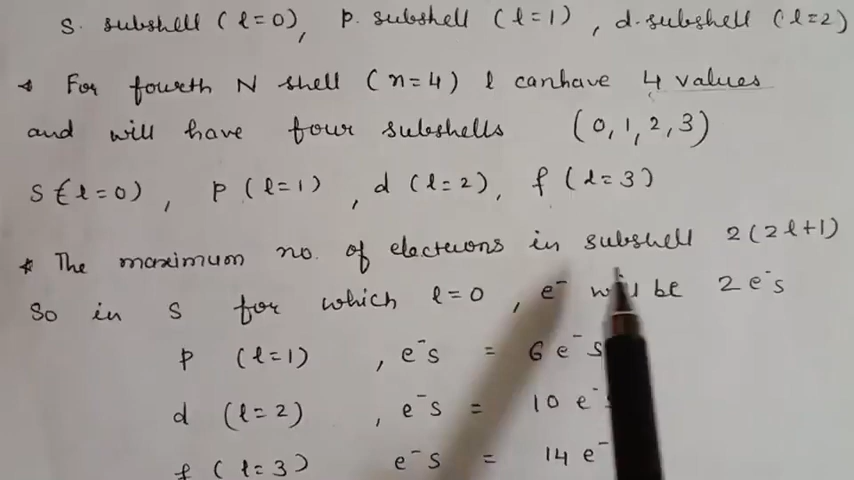 s. subshell (l=0), p. subshell (l=1), d. subshell (l=2)
* For fourth N shell (n=4) l can have 4 values
and will have four subshells (0, 1, 2, 3)
S (l=0), p (l=1), d (l=2), f (l=3)
* The maximum no. of electrons in subshell 2(2l+1)
So in S for which l=0, e⁻ will be 2 e⁻s
p (l=1), e⁻s = 6 e⁻s
d (l=2), e⁻s = 10 e⁻s
f (l=3) e⁻s = 14 e⁻